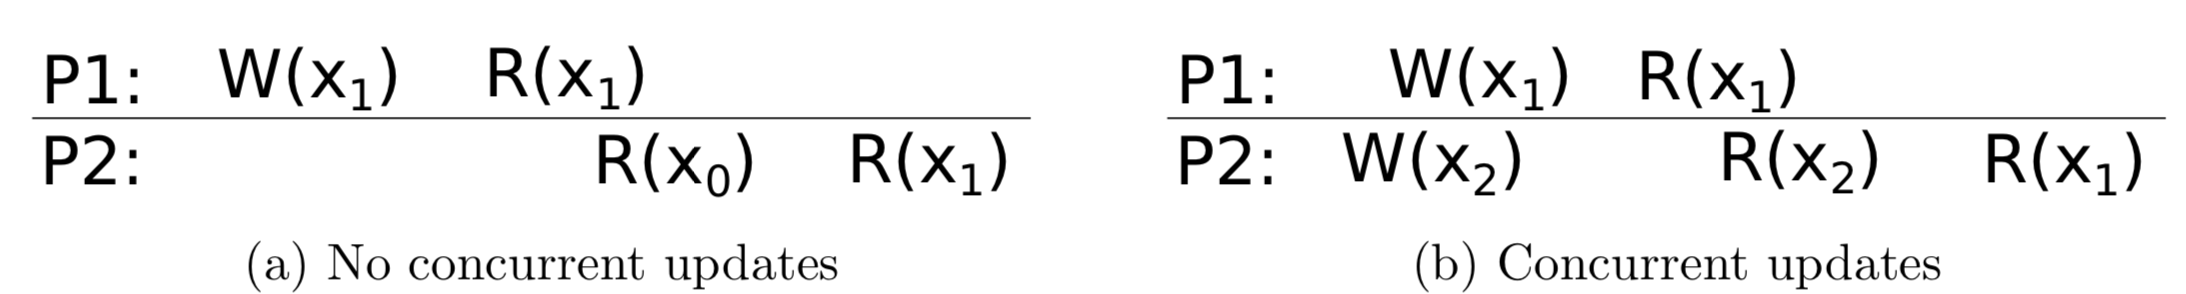 P1: W(x₁) R(x₁)
P2: R(x₀) R(x₁)
(a) No concurrent updates
P1: W(x₁) R(x₁)
P2: W(x₂) R(x₂) R(x₁)
(b) Concurrent updates